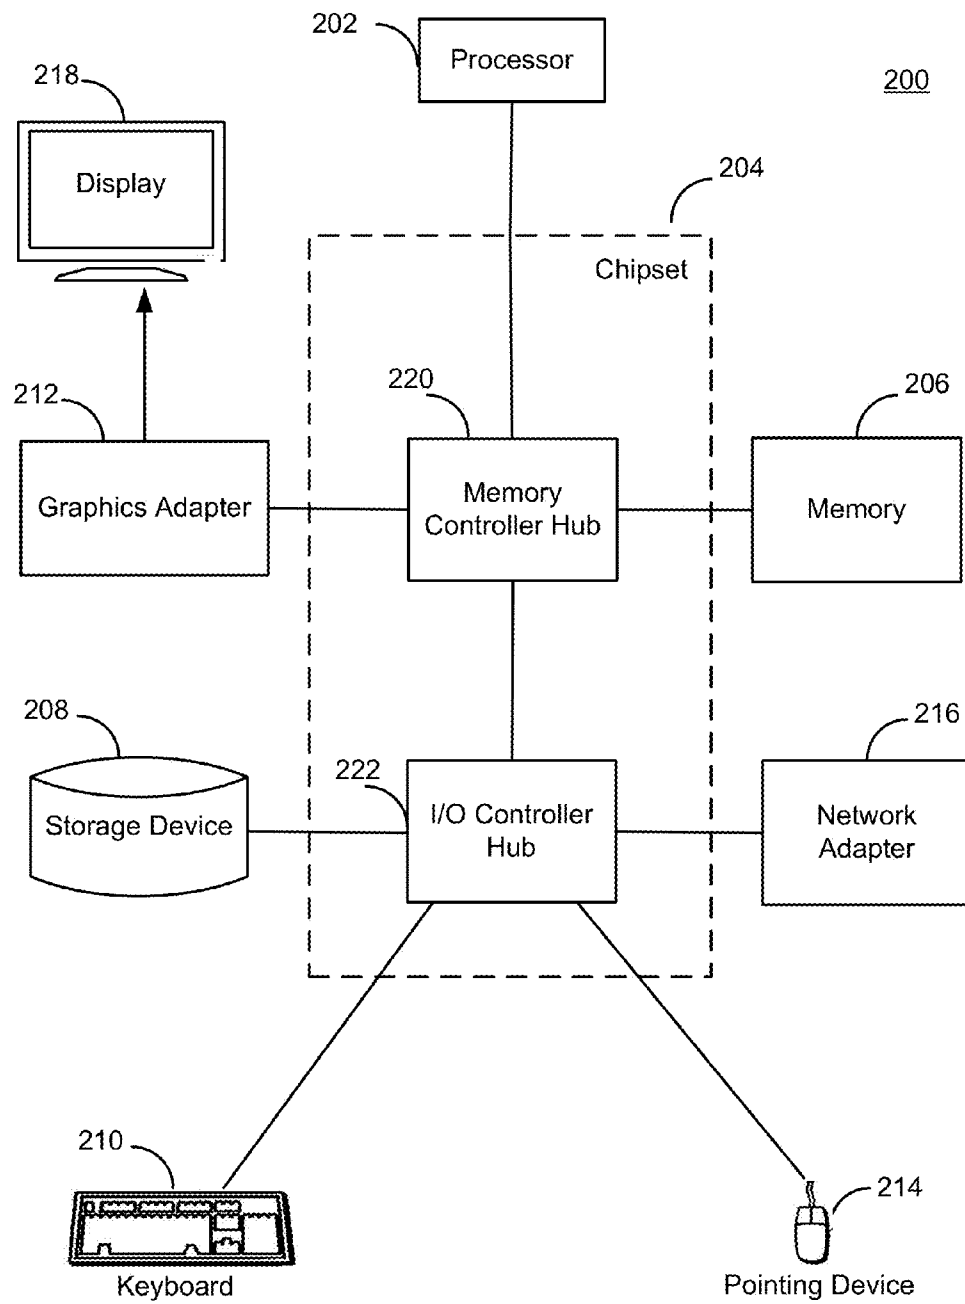 202
Processor
200
218
Display
204
Chipset
212
Graphics Adapter
220
Memory
Controller Hub
206
Memory
208
Storage Device
222
I/O Controller
Hub
216
Network
Adapter
210
Keyboard
214
Pointing Device